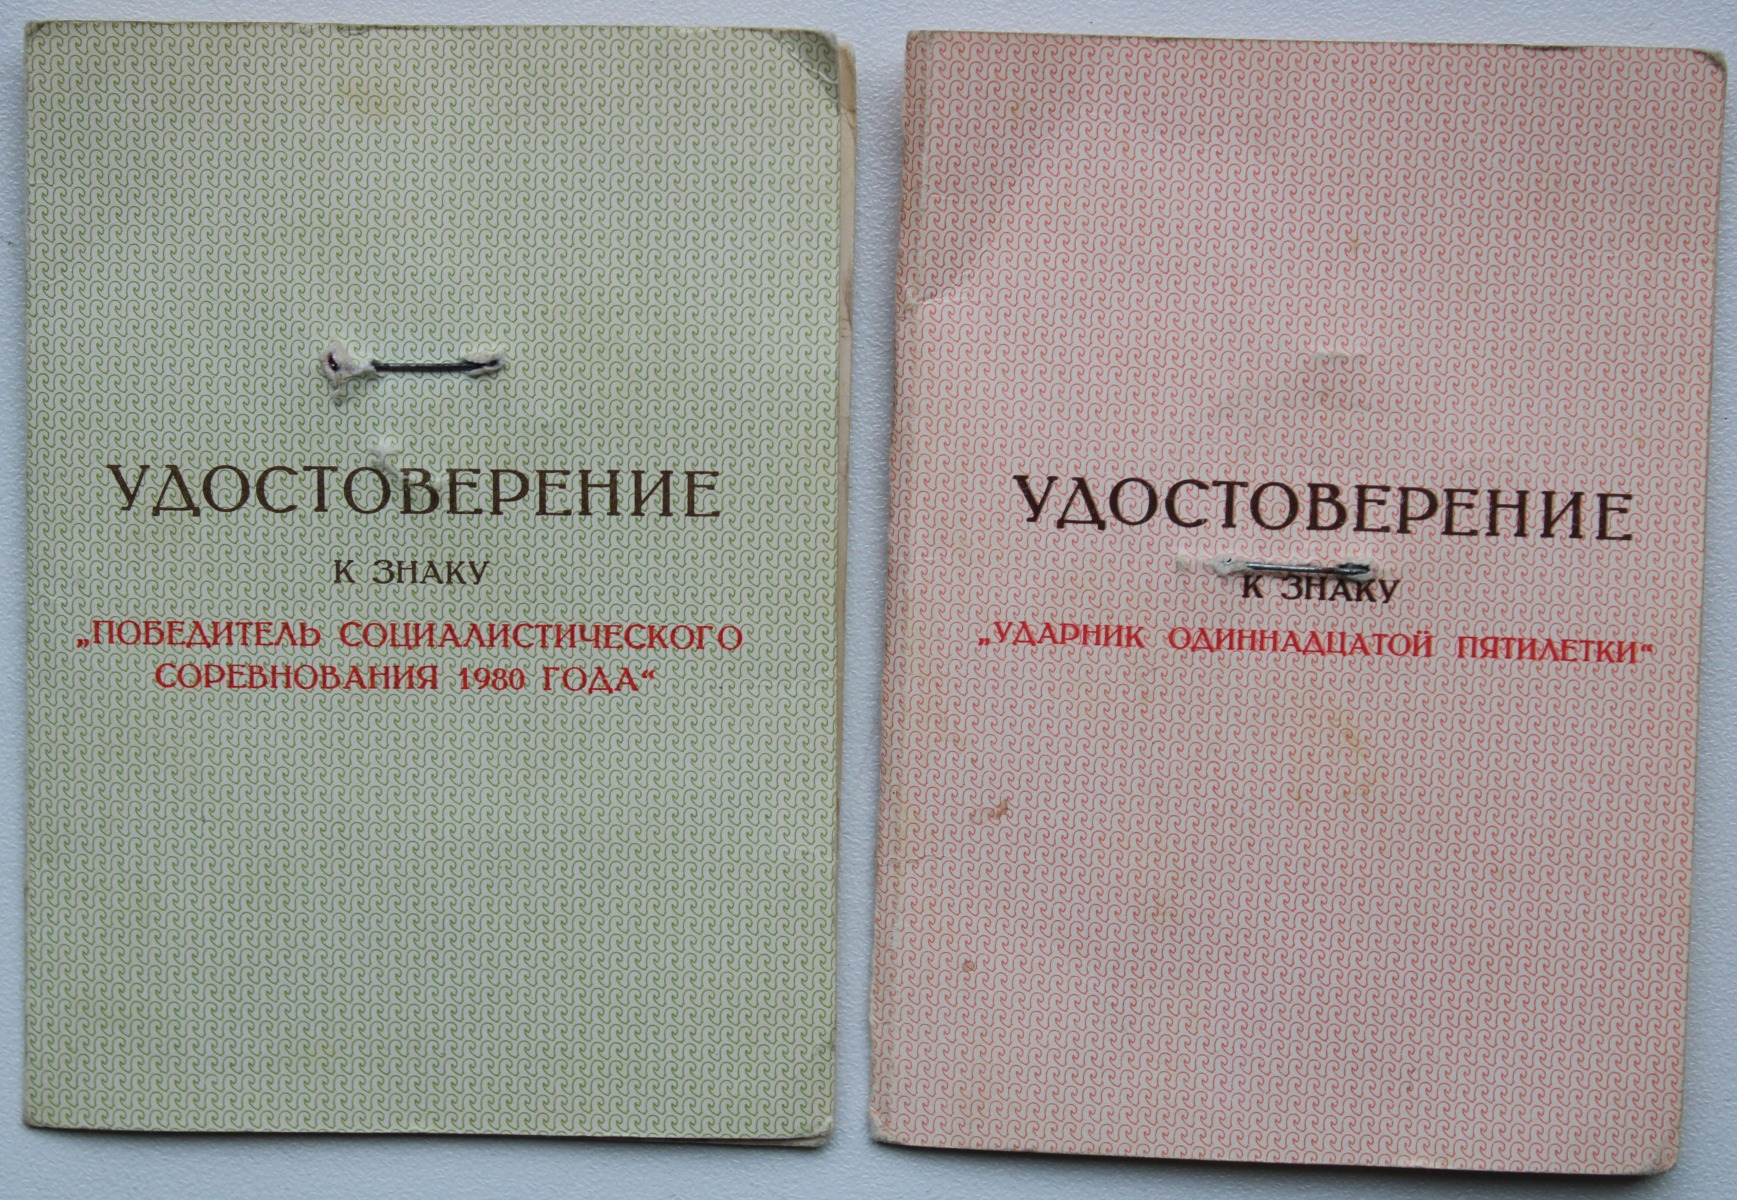 УДОСТОВЕРЕНИЕ
К ЗНАКУ
„ПОБЕДИТЕЛЬ СОЦИАЛИСТИЧЕСКОГО
СОРЕВНОВАНИЯ 1980 ГОДА“
УДОСТОВЕРЕНИЕ
К ЗНАКУ
„УДАРНИК ОДИННАДЦАТОЙ ПЯТИЛЕТКИ“